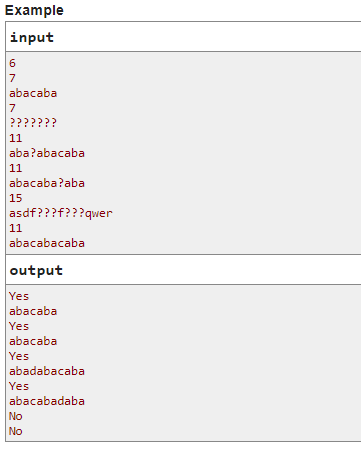 Example
input
6
7
abacaba
7
???????
11
aba?abacaba
11
abacaba?aba
15
asdf???f???qwer
11
abacabacaba
output
Yes
abacaba
Yes
abacaba
Yes
abadabacaba
Yes
abacabadaba
No
No